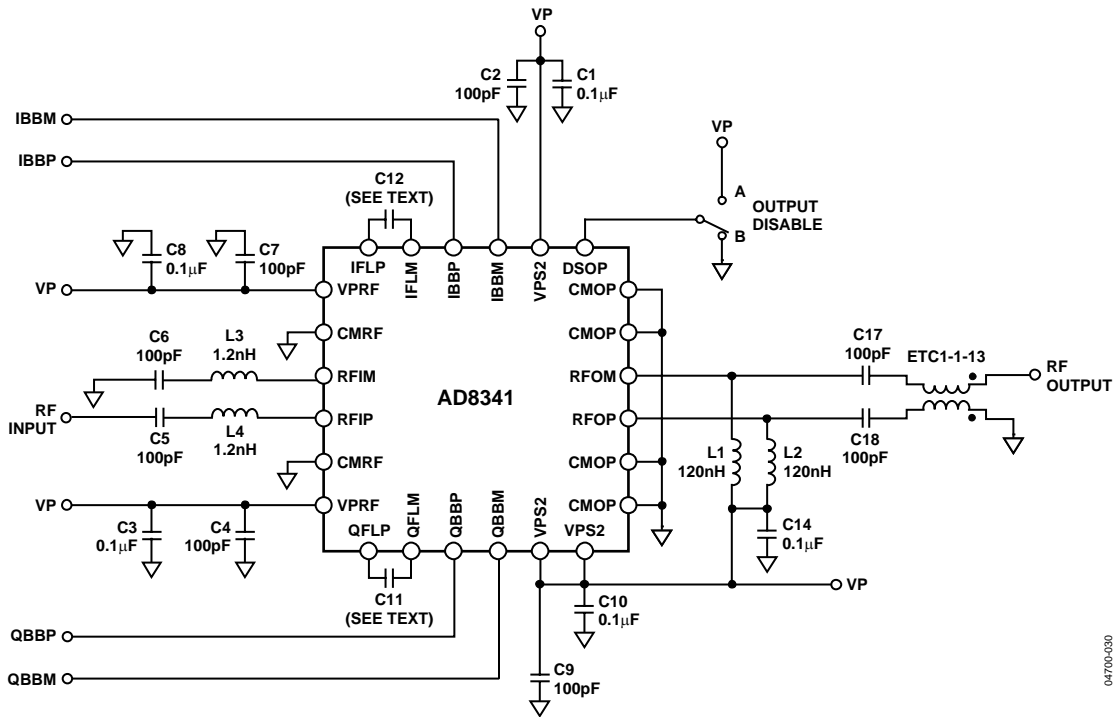 VP
C2
100pF
C1
0.1μF
IBBM
IBBP
VP
A
OUTPUT
DISABLE
B
C12
(SEE TEXT)
C8
0.1μF
C7
100pF
VP
IFLP
IFLM
IBBP
IBBM
VPS2
DSOP
VPRF
CMOP
CMRF
CMOP
C6
100pF
L3
1.2nH
RFIM
RFOM
C17
100pF
ETC1-1-13
RF
OUTPUT
AD8341
RF
INPUT
C5
100pF
L4
1.2nH
RFIP
RFOP
C18
100pF
CMRF
CMOP
L1
120nH
L2
120nH
VP
VPRF
CMOP
C3
0.1μF
C4
100pF
QFLP
QFLM
QBBP
QBBM
VPS2
VPS2
C14
0.1μF
C11
(SEE TEXT)
C10
0.1μF
VP
QBBP
QBBM
C9
100pF
04700-030